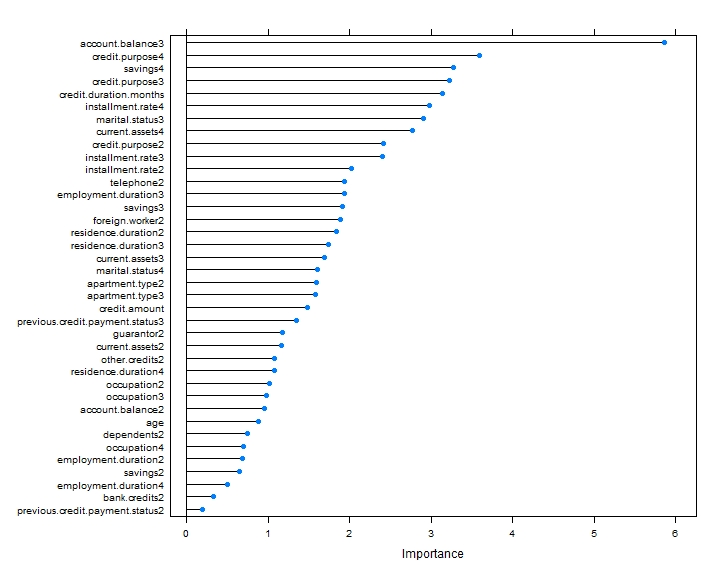 account.balance3
credit.purpose4
savings4
credit.purpose3
credit.duration.months
installment.rate4
marital.status3
current.assets4
credit.purpose2
installment.rate3
installment.rate2
telephone2
employment.duration3
savings3
foreign.worker2
residence.duration2
residence.duration3
current.assets3
marital.status4
apartment.type2
apartment.type3
credit.amount
previous.credit.payment.status3
guarantor2
current.assets2
other.credits2
residence.duration4
occupation2
occupation3
account.balance2
age
dependents2
occupation4
employment.duration2
savings2
employment.duration4
bank.credits2
previous.credit.payment.status2
0 1 2 3 4 5 6
Importance